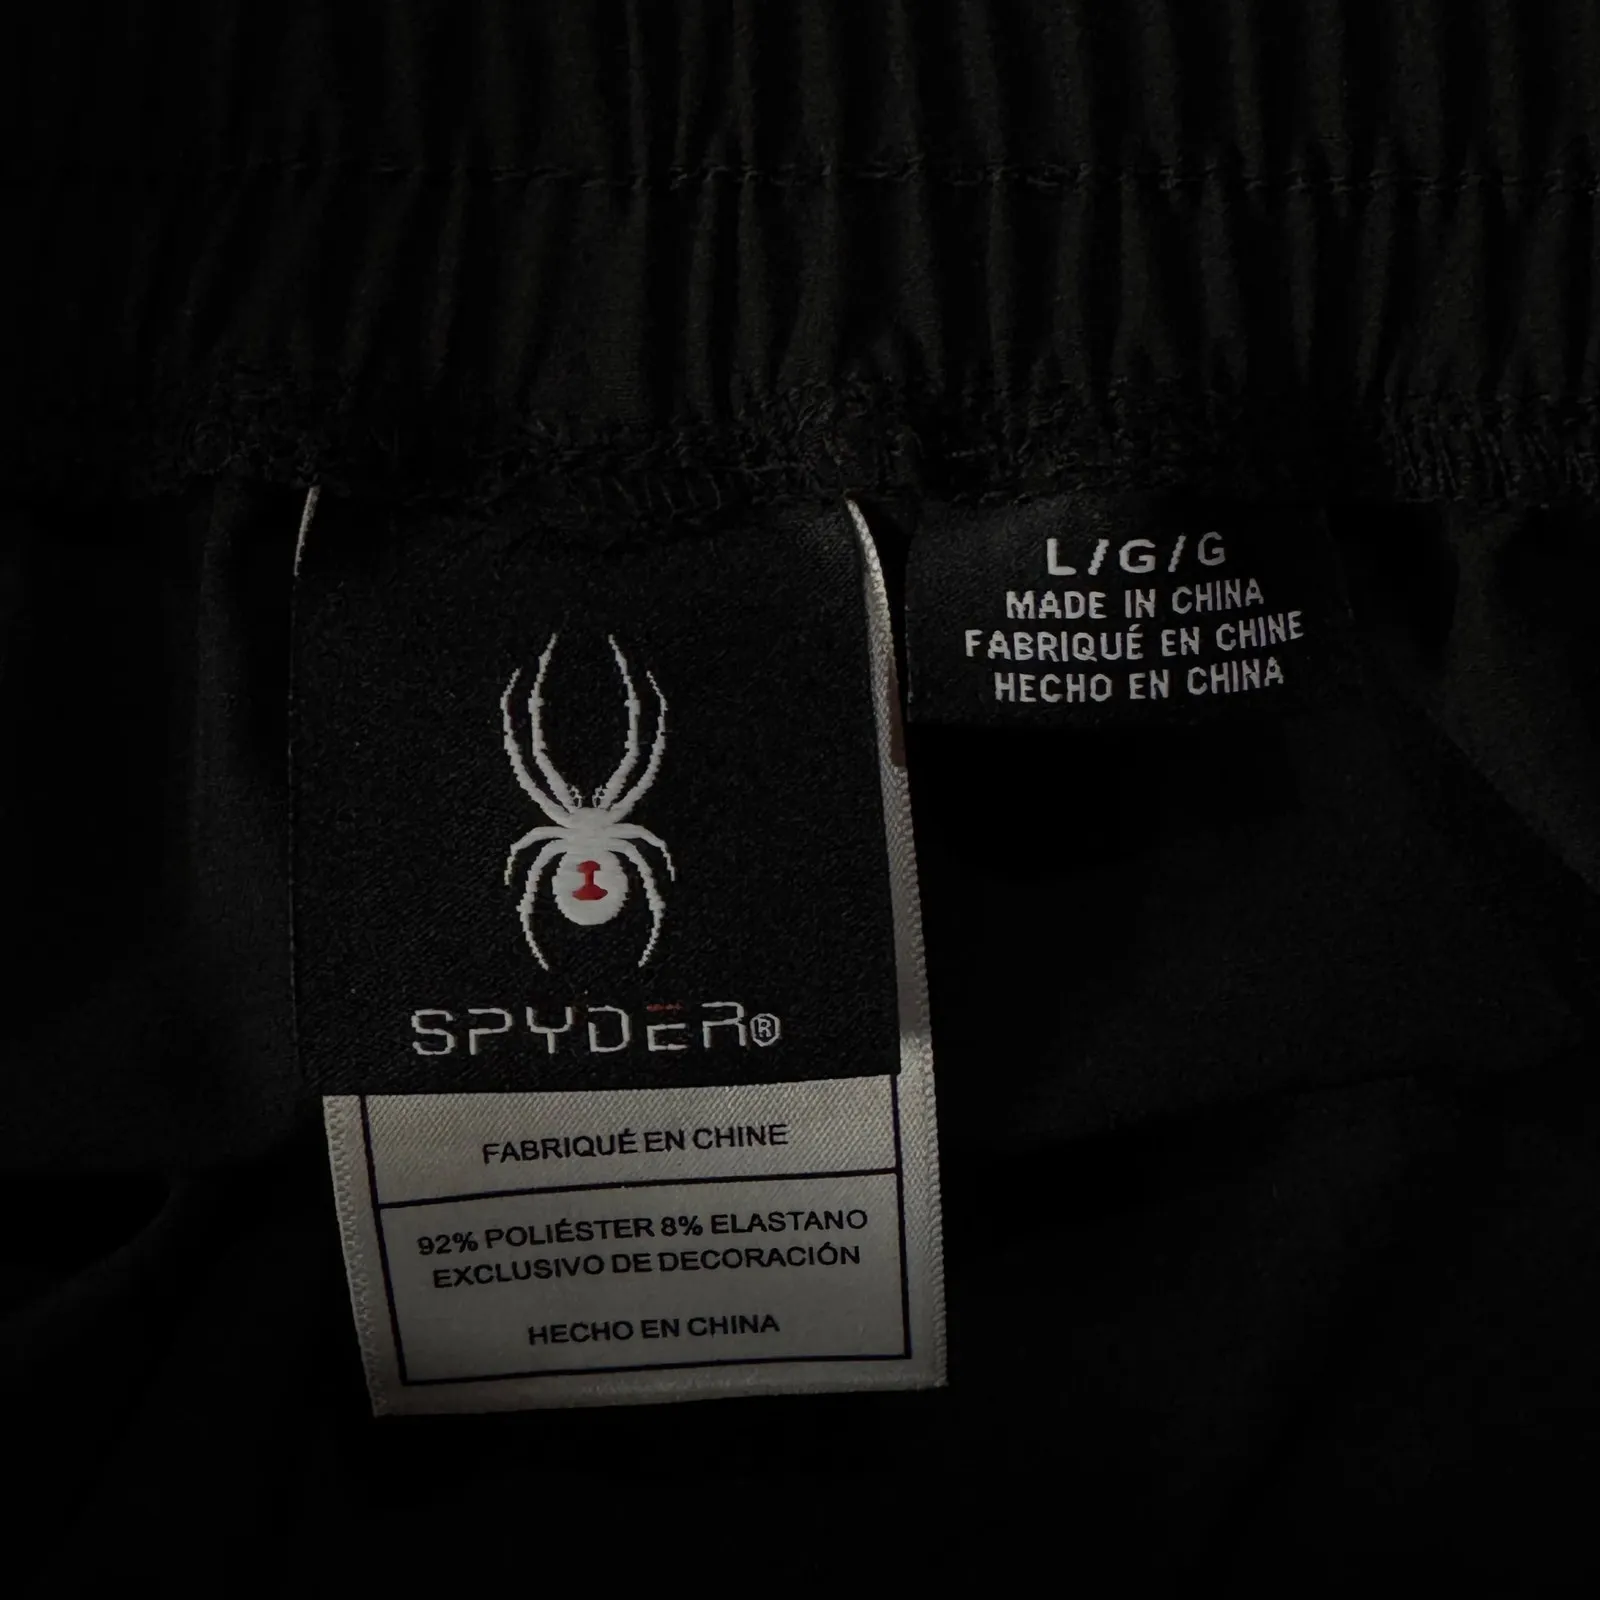 SPYDER®
FABRIQUÉ EN CHINE
92% POLIÉSTER 8% ELASTANO
EXCLUSIVO DE DECORACIÓN
HECHO EN CHINA
L/G/G
MADE IN CHINA
FABRIQUÉ EN CHINE
HECHO EN CHINA